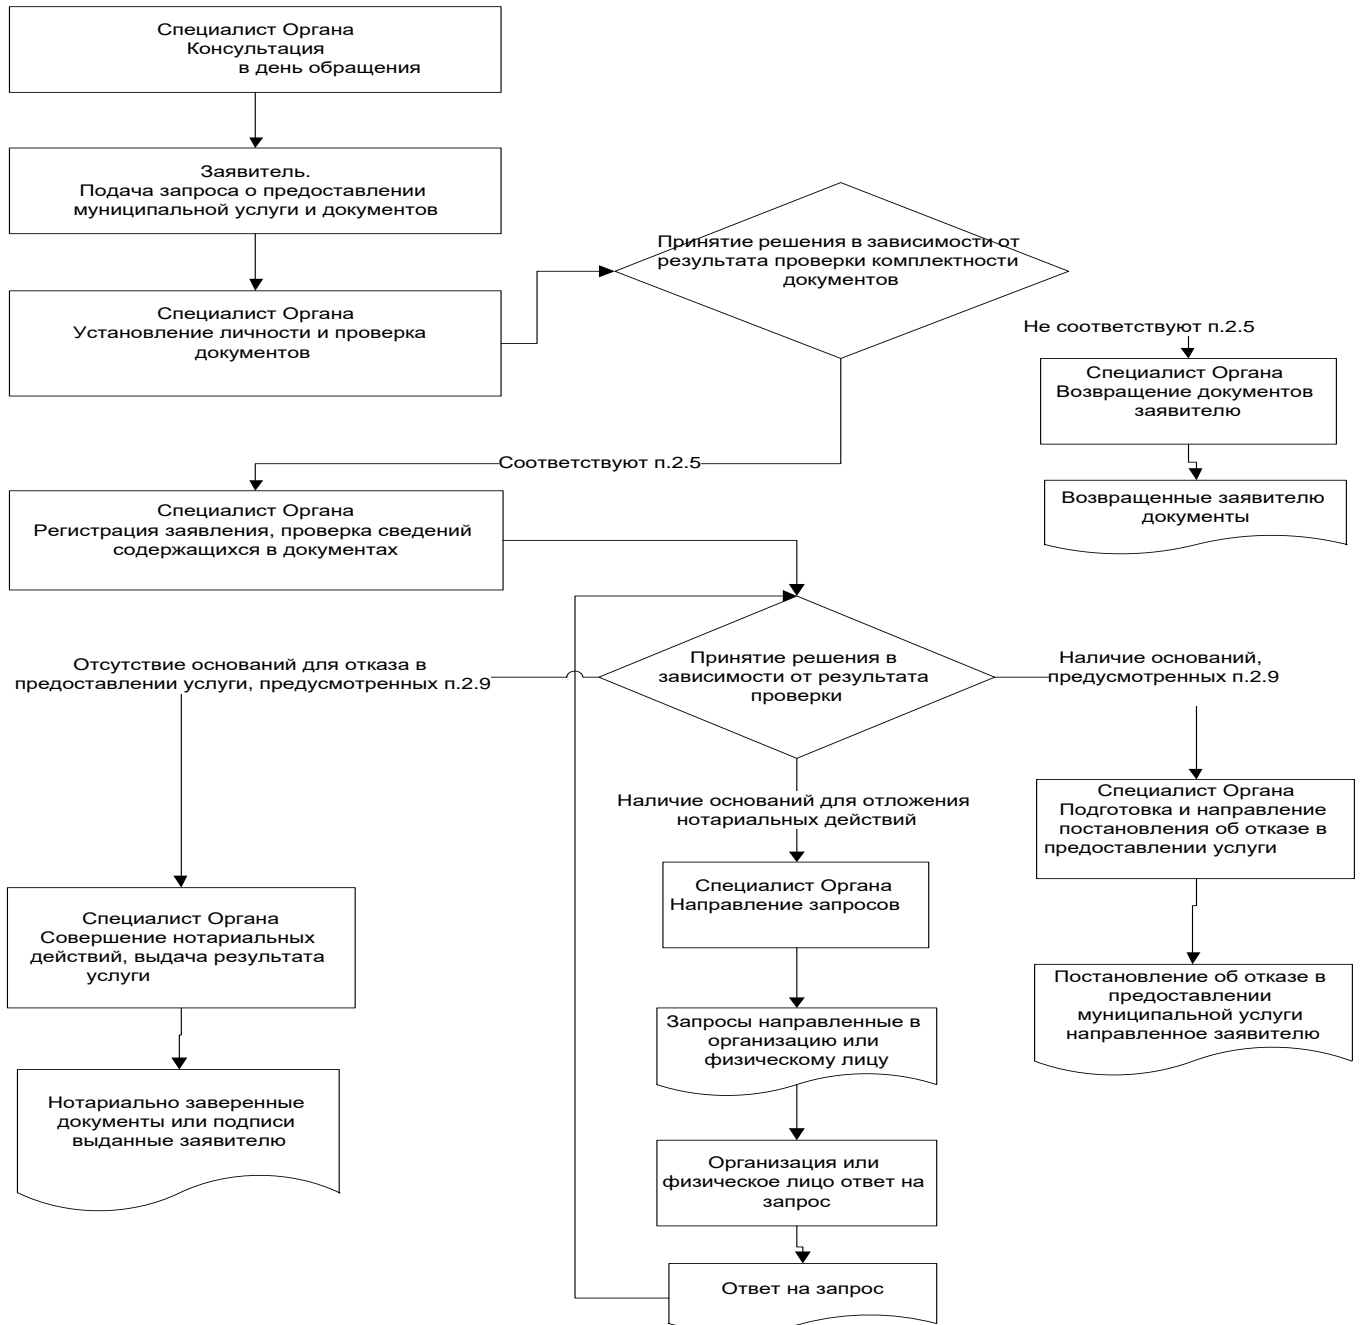 Специалист Органа
Консультация
в день обращения
Заявитель.
Подача запроса о предоставлении
муниципальной услуги и документов
Специалист Органа
Установление личности и проверка
документов
Принятие решения в зависимости от
результата проверки комплектности
документов
Не соответствуют п.2.5
Специалист Органа
Возвращение документов
заявителю
Возвращенные заявителю
документы
Соответствуют п.2.5
Специалист Органа
Регистрация заявления, проверка сведений
содержащихся в документах
Принятие решения в
зависимости от результата
проверки
Отсутствие оснований для отказа в
предоставлении услуги, предусмотренных п.2.9
Наличие оснований,
предусмотренных п.2.9
Наличие оснований для отложения
нотариальных действий
Специалист Органа
Подготовка и направление
постановления об отказе в
предоставлении услуги
Специалист Органа
Направление запросов
Специалист Органа
Совершение нотариальных
действий, выдача результата
услуги
Постановление об отказе в
предоставлении
муниципальной услуги
направленное заявителю
Запросы направленные в
организацию или
физическому лицу
Нотариально заверенные
документы или подписи
выданные заявителю
Организация или
физическое лицо ответ на
запрос
Ответ на запрос